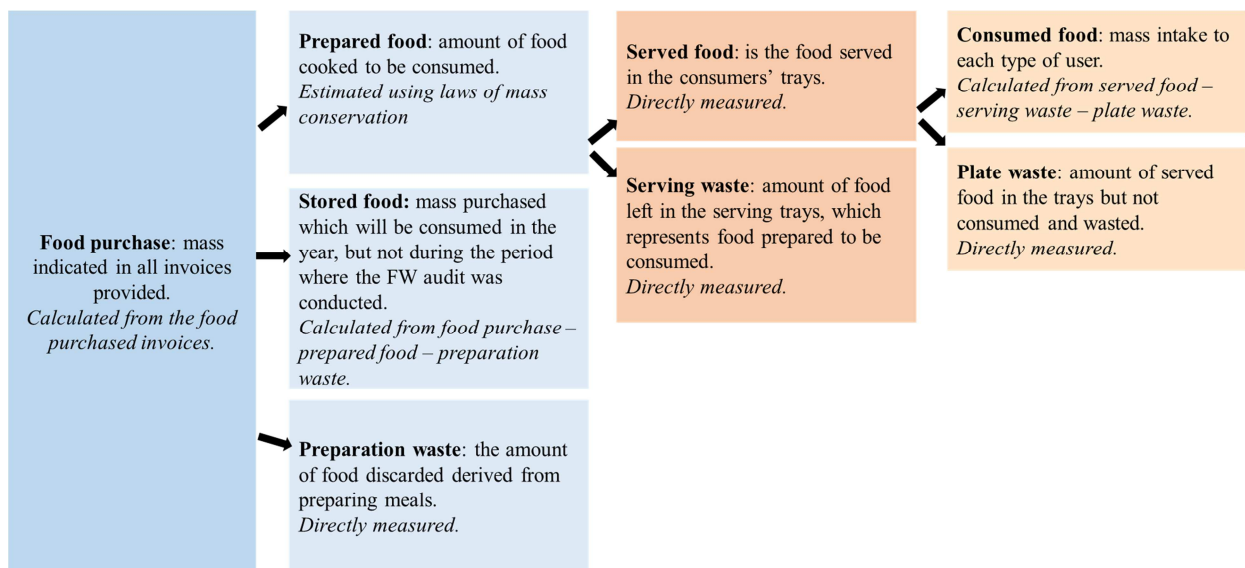 Food purchase: mass
indicated in all invoices
provided.
Calculated from the food
purchased invoices.
Prepared food: amount of food
cooked to be consumed.
Estimated using laws of mass
conservation
Stored food: mass purchased
which will be consumed in the
year, but not during the period
where the FW audit was
conducted.
Calculated from food purchase –
prepared food – preparation
waste.
Preparation waste: the amount
of food discarded derived from
preparing meals.
Directly measured.
Served food: is the food served
in the consumers’ trays.
Directly measured.
Serving waste: amount of food
left in the serving trays, which
represents food prepared to be
consumed.
Directly measured.
Consumed food: mass intake to
each type of user.
Calculated from served food –
serving waste – plate waste.
Plate waste: amount of served
food in the trays but not
consumed and wasted.
Directly measured.